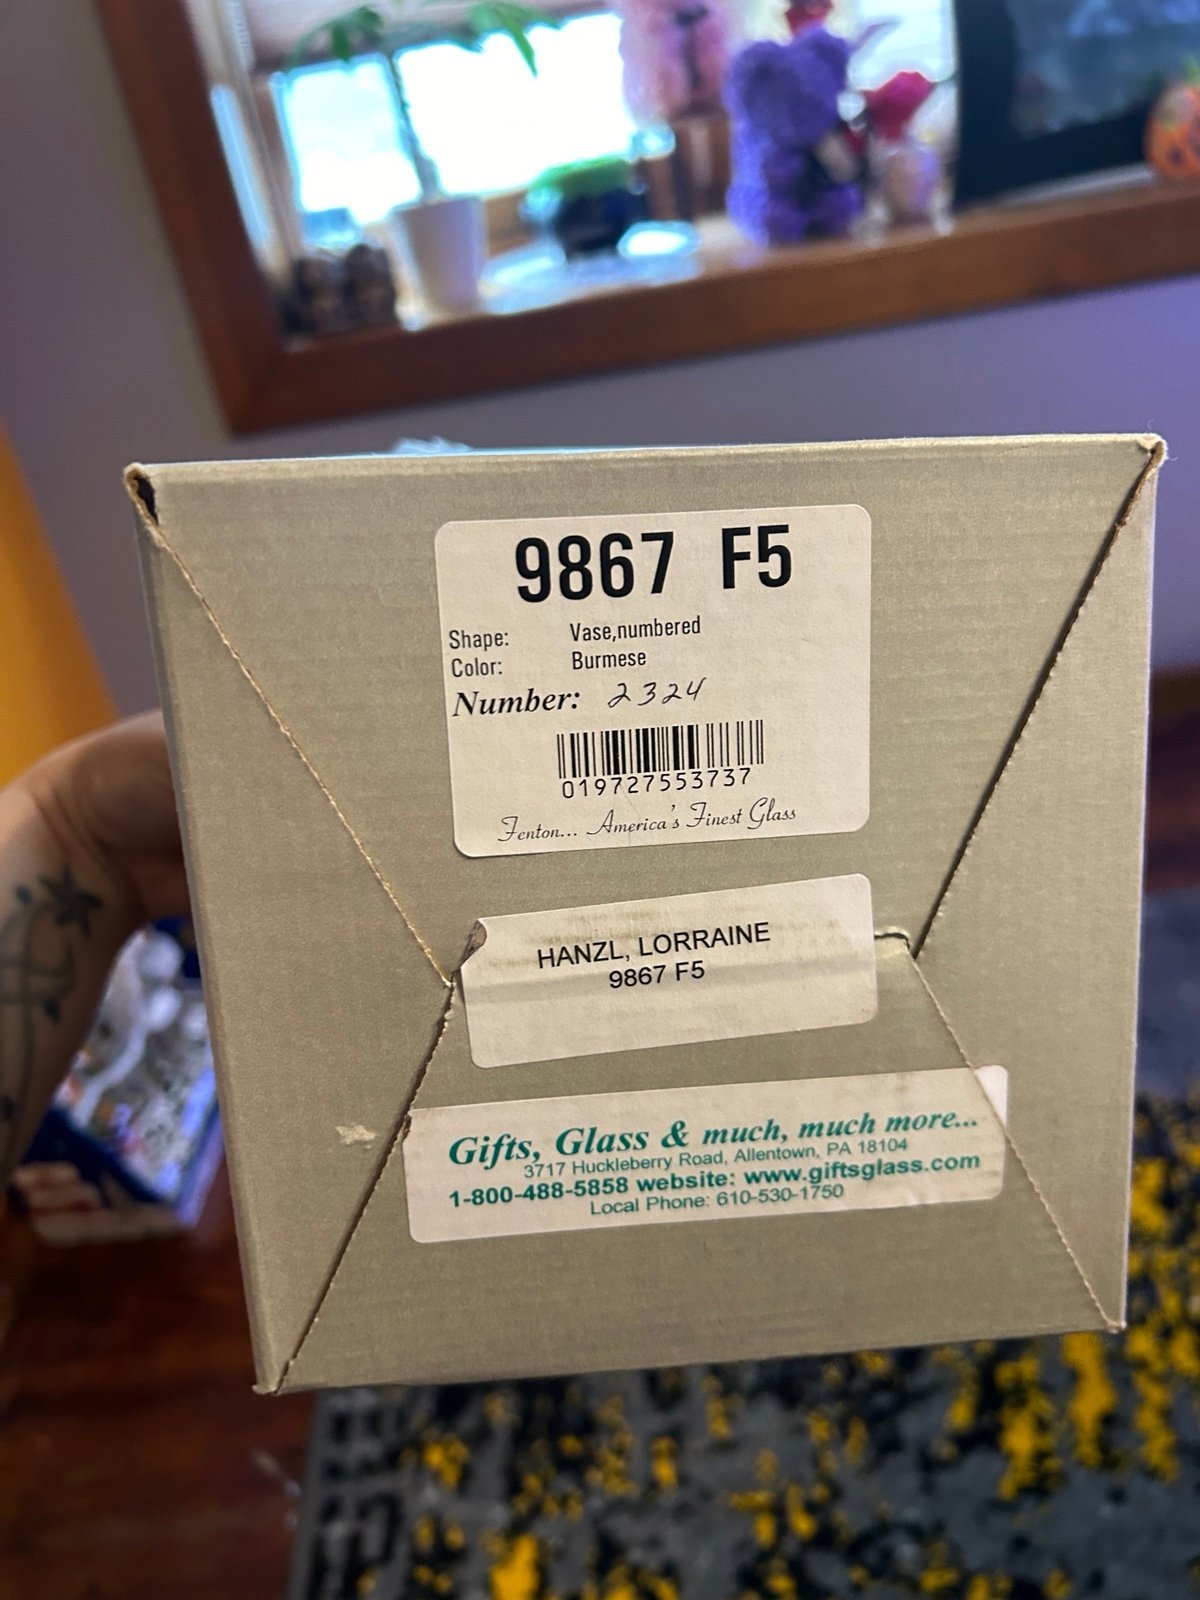 9867 F5
Shape: Vase,numbered
Color: Burmese
Number: 2324
019727553737
Fenton... America's Finest Glass
HANZL, LORRAINE
9867 F5
Gifts, Glass & much, much more...
3717 Huckleberry Road, Allentown, PA 18104
1-800-488-5858 website: www.giftsglass.com
Local Phone: 610-530-1750